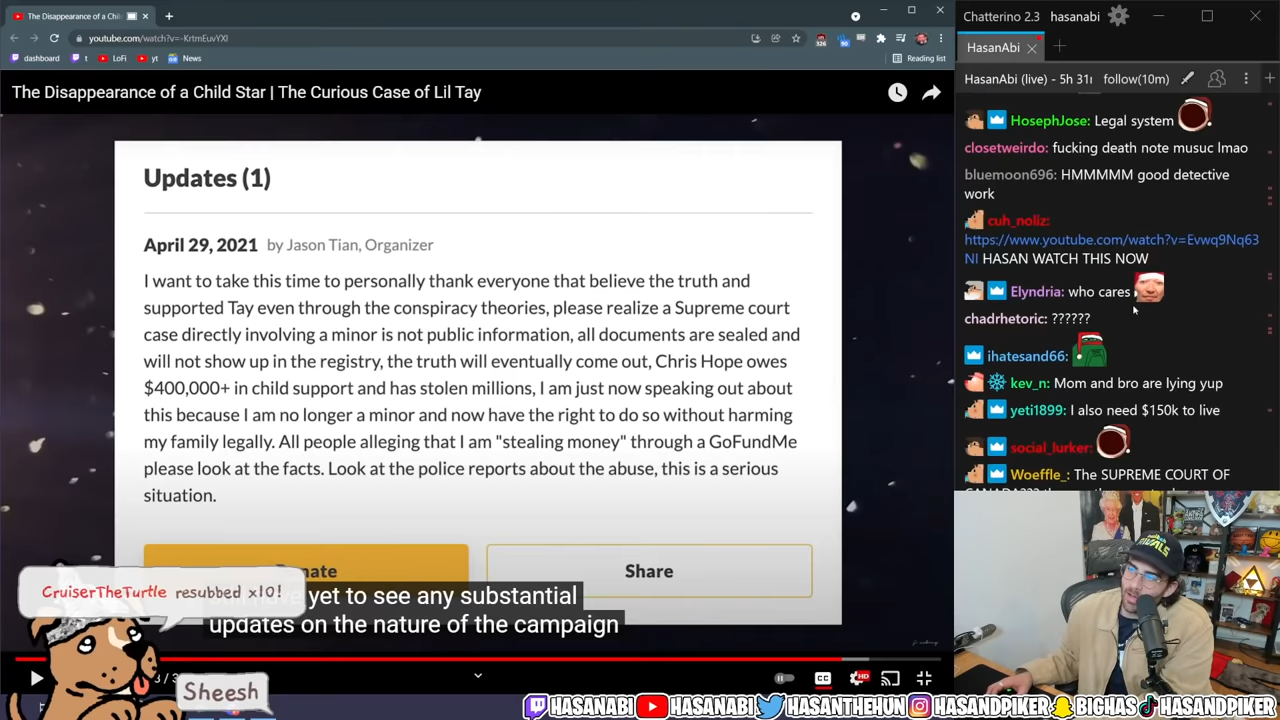 The Disappearance of a Chil
youtube.com/watch?v=-KrtmEuvYXI
dashboard
t
LoFi
yt
News
Reading list
The Disappearance of a Child Star | The Curious Case of Lil Tay
Updates (1)
April 29, 2021 by Jason Tian, Organizer
I want to take this time to personally thank everyone that believe the truth and
supported Tay even through the conspiracy theories, please realize a Supreme court
case directly involving a minor is not public information, all documents are sealed and
will not show up in the registry, the truth will eventually come out, Chris Hope owes
$400,000+ in child support and has stolen millions, I am just now speaking out about
this because I am no longer a minor and now have the right to do so without harming
my family legally. All people alleging that I am "stealing money" through a GoFundMe
please look at the facts. Look at the police reports about the abuse, this is a serious
situation.
Share
yet to see any substantial
updates on the nature of the campaign
CruiserTheTurtle resubbed x10!
Sheesh
CC
HD
Chatterino 2.3 hasanabi
HasanAbi
HasanAbi (live) - 5h 31m follow(10m)
HosephJose: Legal system
closetweirdo: fucking death note musuc lmao
bluemoon696: HMMMMM good detective
work
cuh_noliz:
https://www.youtube.com/watch?v=Evwq9Nq63
NI HASAN WATCH THIS NOW
Elyndria: who cares
chadrhetoric: ??????
ihatesand66:
kev_n: Mom and bro are lying yup
yeti1899: I also need $150k to live
social_lurker:
Woeffle_: The SUPREME COURT OF
RIVALS
HASANABI
HASANABI
HASANTHEHUN
HASANDPIKER
BIGHAS
HASANDPIKER